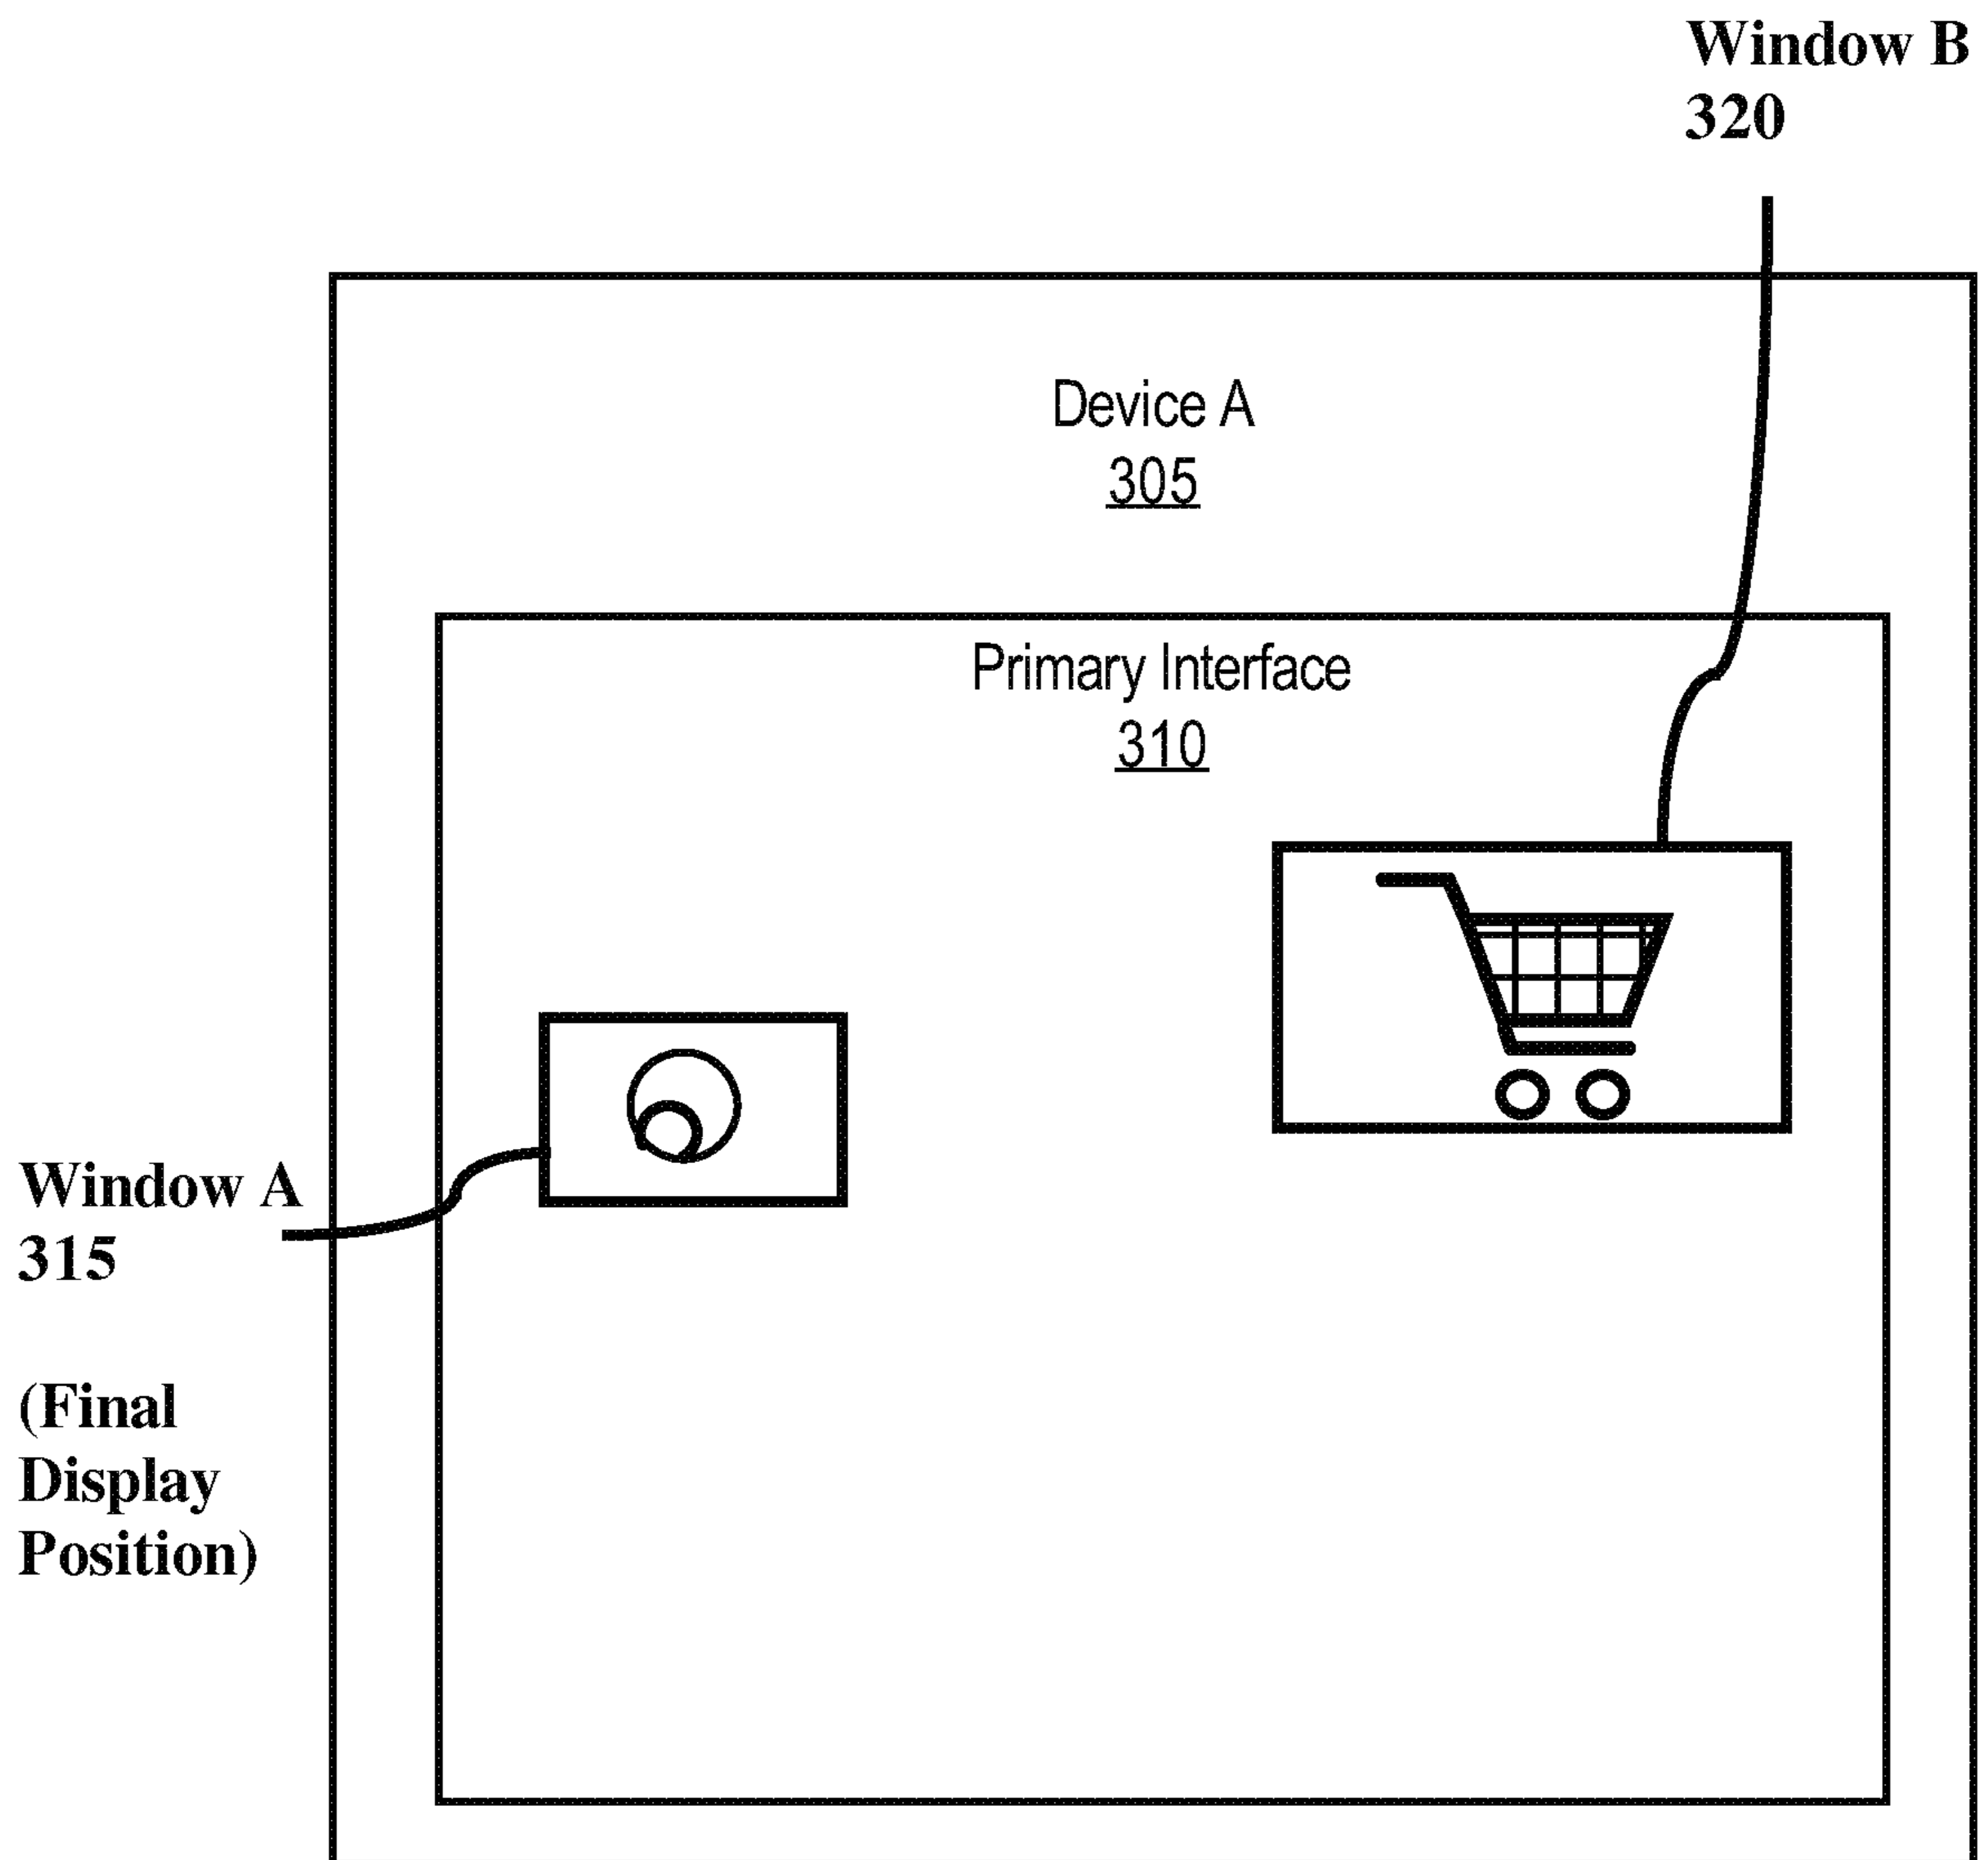 Window B
320
Device A
305
Primary Interface
310
Window A
315
(Final
Display
Position)